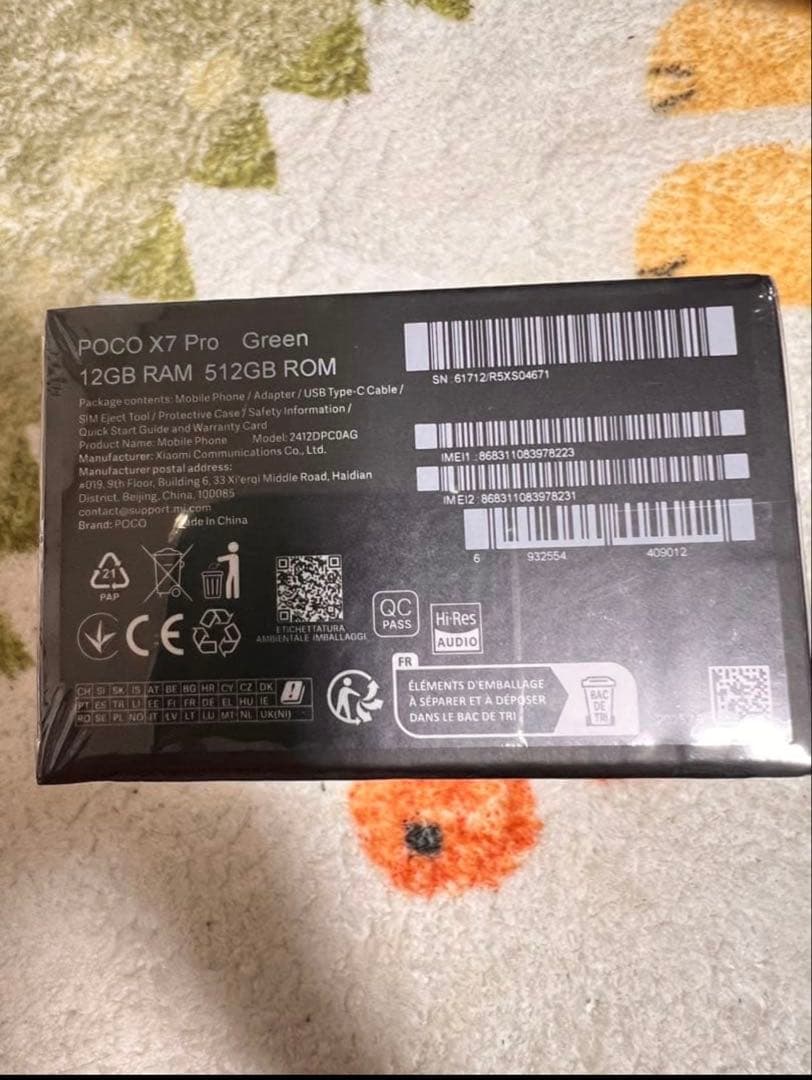 POCO X7 Pro Green
12GB RAM 512GB ROM
Package contents: Mobile Phone / Adapter / USB Type-C Cable /
SIM Eject Tool / Protective Case / Safety Information /
Quick Start Guide and Warranty Card
Product Name: Mobile Phone Model: 2412DPC0AG
Manufacturer: Xiaomi Communications Co., Ltd.
Manufacturer postal address:
#019, 9th Floor, Building 6, 33 Xi'erqi Middle Road, Haidian
District, Beijing, China, 100085
contact@support.mi.com
Brand: POCO Made in China
SN: 61712/R5XS04671
IMEI1 :868311083978223
IMEI2: 868311083978231
6 932554 409012
21
PAP
ETICHETTATURA
AMBIENTALE IMBALLAGGI
QC
PASS
Hi-Res
AUDIO
CE
CH SI SK IS AT BE BG HR CY CZ DK
PT ES TR LI EE FI FR DE EL HU IE
RO SE PL NO IT LV LT LU MT NL UK(NI)
FR
ÉLÉMENTS D'EMBALLAGE
À SÉPARER ET À DÉPOSER
DANS LE BAC DE TRI
BAC
DE
TRI